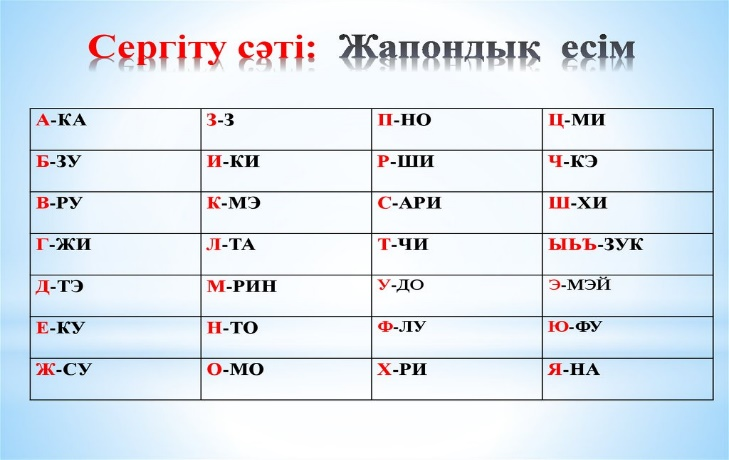 Сергіту сәті: Жапондық есім
А-КА З-З П-НО Ц-МИ
Б-ЗУ И-КИ Р-ШИ Ч-КЭ
В-РУ К-МЭ С-АРИ Ш-ХИ
Г-ЖИ Л-ТА Т-ЧИ ЫЬЪ-ЗУК
Д-ТЭ М-РИН У-ДО Э-МЭЙ
Е-КУ Н-ТО Ф-ЛУ Ю-ФУ
Ж-СУ О-МО Х-РИ Я-НА